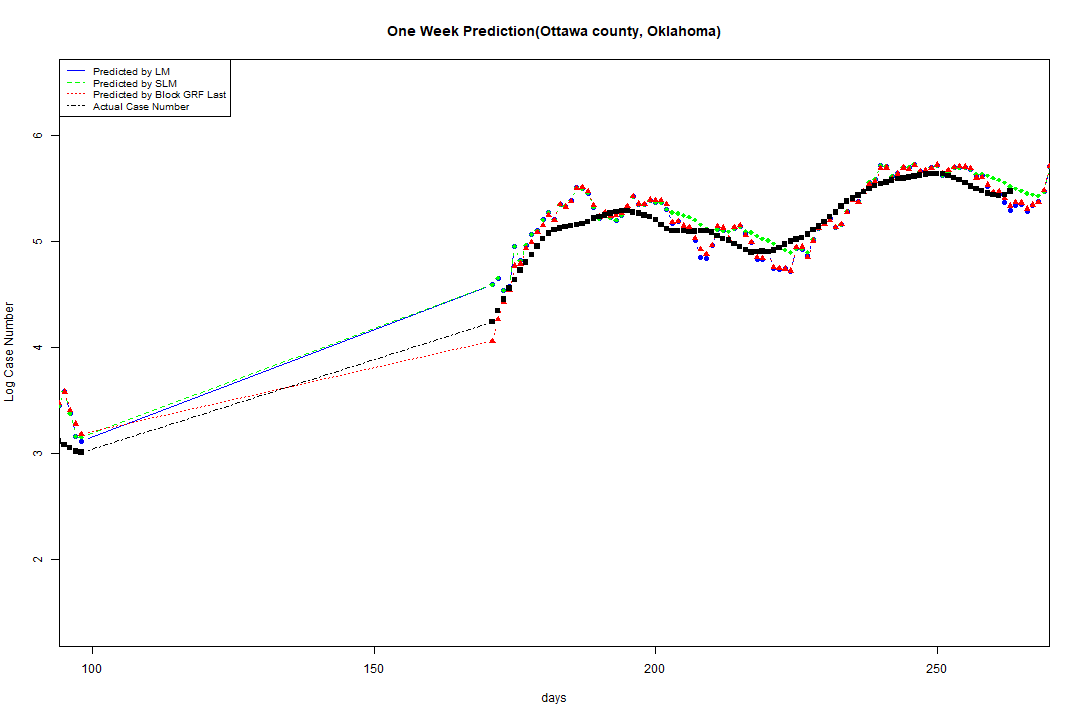 One Week Prediction(Ottawa county, Oklahoma)
Predicted by LM
Predicted by SLM
Predicted by Block GRF Last
Actual Case Number
6
5
4
3
2
Log Case Number
100 150 200 250
days